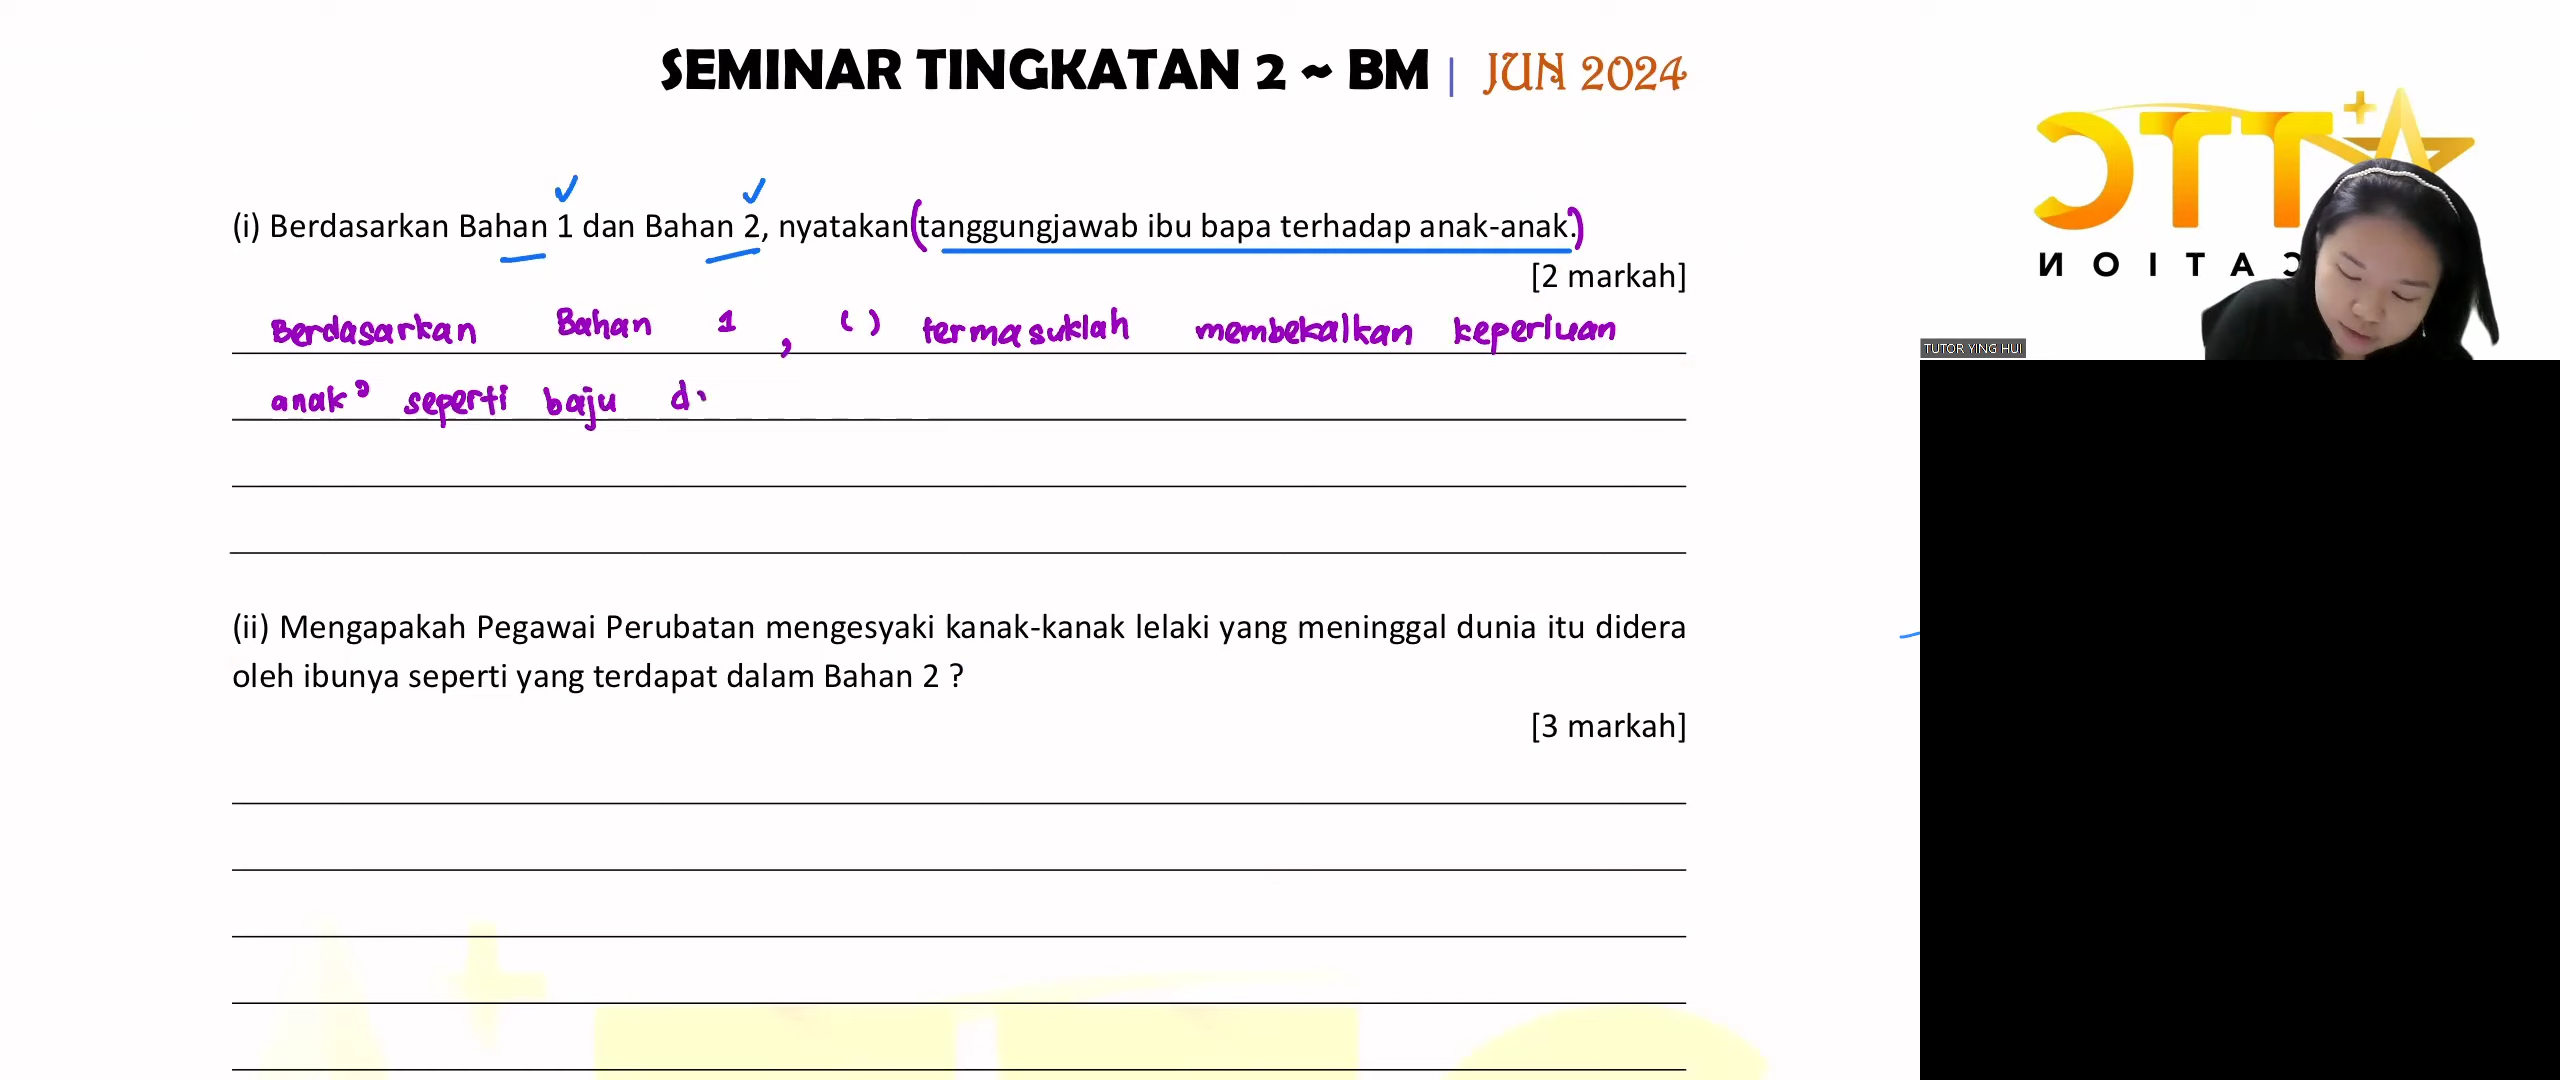 SEMINAR TINGKATAN 2 ~ BM | JUN 2024
(i) Berdasarkan Bahan 1 dan Bahan 2, nyatakan (tanggungjawab ibu bapa terhadap anak-anak.)
[2 markah]
Berdasarkan Bahan 1, ( ) termasuklah membekalkan keperluan
anak² seperti baju d
(ii) Mengapakah Pegawai Perubatan mengesyaki kanak-kanak lelaki yang meninggal dunia itu didera
oleh ibunya seperti yang terdapat dalam Bahan 2 ?
[3 markah]
TTC
CATION
TUTOR YING HUI